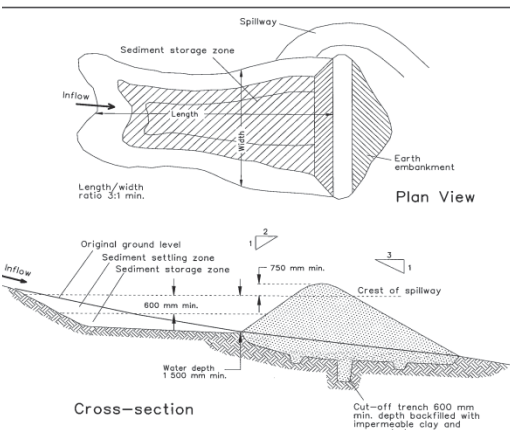 Spillway
Sediment storage zone
Inflow
Length
Width
Earth
embankment
Length/width
ratio 3:1 min.
Plan View
Original ground level
Sediment settling zone
Sediment storage zone
Inflow
2
1
3
1
750 mm min.
Crest of spillway
600 mm min.
Water depth
1 500 mm min.
Cross-section
Cut-off trench 600 mm
min. depth backfilled with
impermeable clay and